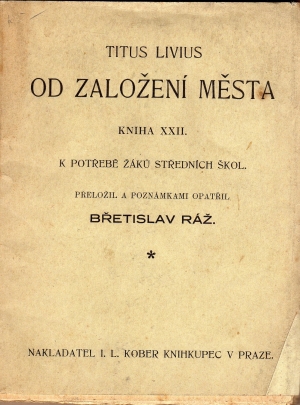 TITUS LIVIUS
OD ZALOŽENÍ MĚSTA
KNIHA XXII.
K POTŘEBĚ ŽÁKŮ STŘEDNÍCH ŠKOL.
PŘELOŽIL A POZNÁMKAMI OPATŘIL
BŘETISLAV RÁŽ.
*
NAKLADATEL I. L. KOBER KNIHKUPEC V PRAZE.